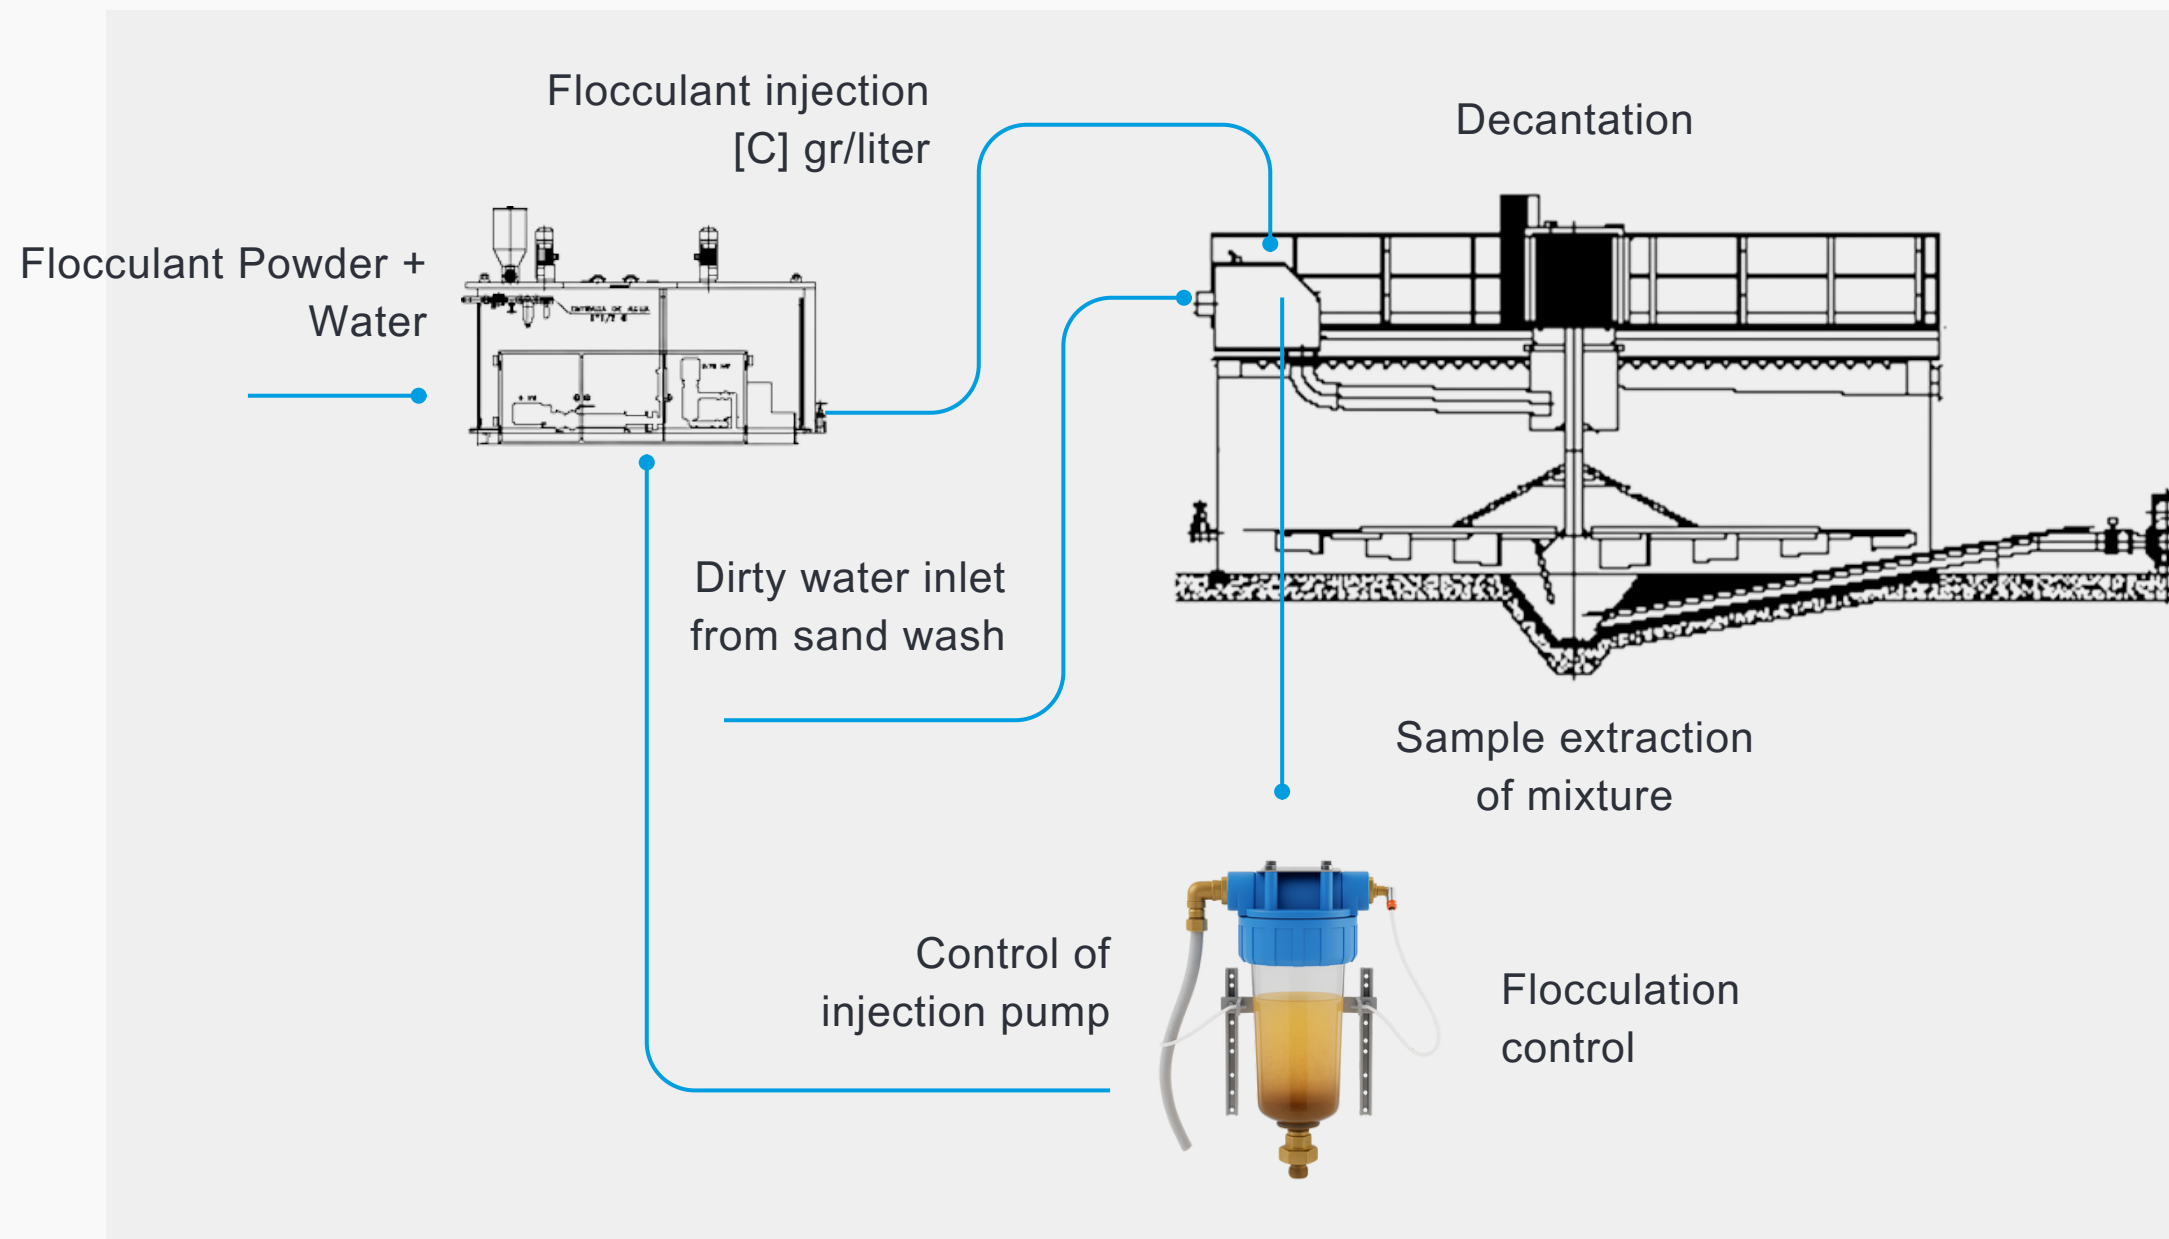 Flocculant injection
[C] gr/liter
Decantation
Flocculant Powder +
Water
Dirty water inlet
from sand wash
Sample extraction
of mixture
Control of
injection pump
Flocculation
control